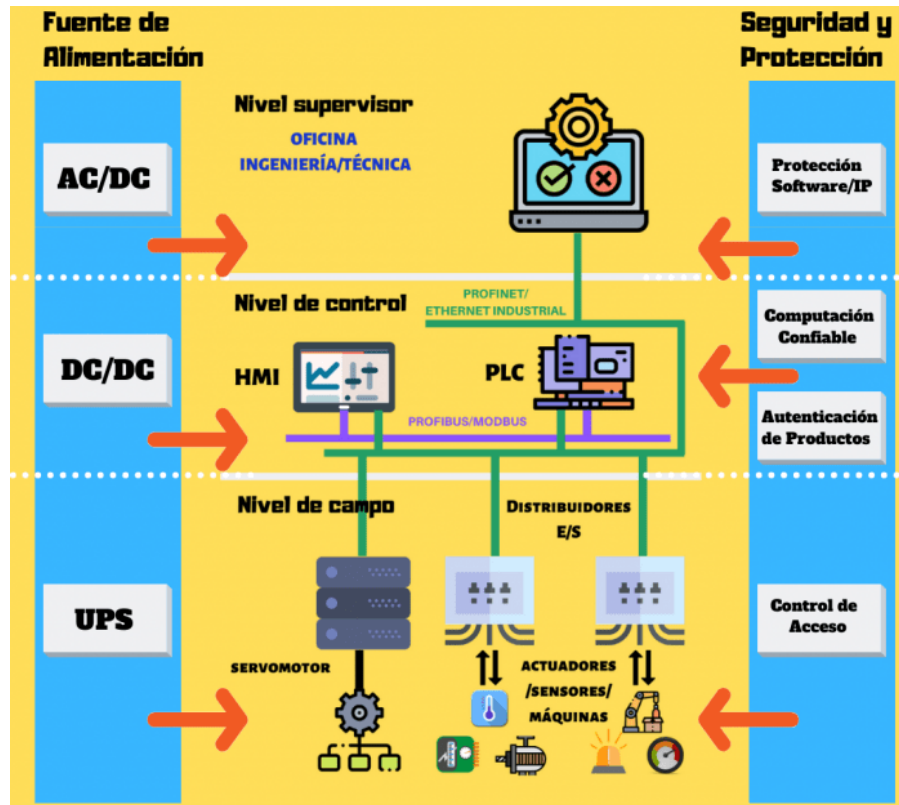 Fuente de
Alimentación
Seguridad y
Protección
Nivel supervisor
OFICINA
INGENIERÍA/TÉCNICA
AC/DC
Protección
Software/IP
Nivel de control
PROFINET/
ETHERNET INDUSTRIAL
Computación
Confiable
DC/DC
HMI
PLC
PROFIBUS/MODBUS
Autenticación
de Productos
Nivel de campo
DISTRIBUIDORES
E/S
UPS
Control de
Acceso
SERVOMOTOR
ACTUADORES
/SENSORES/
MÁQUINAS